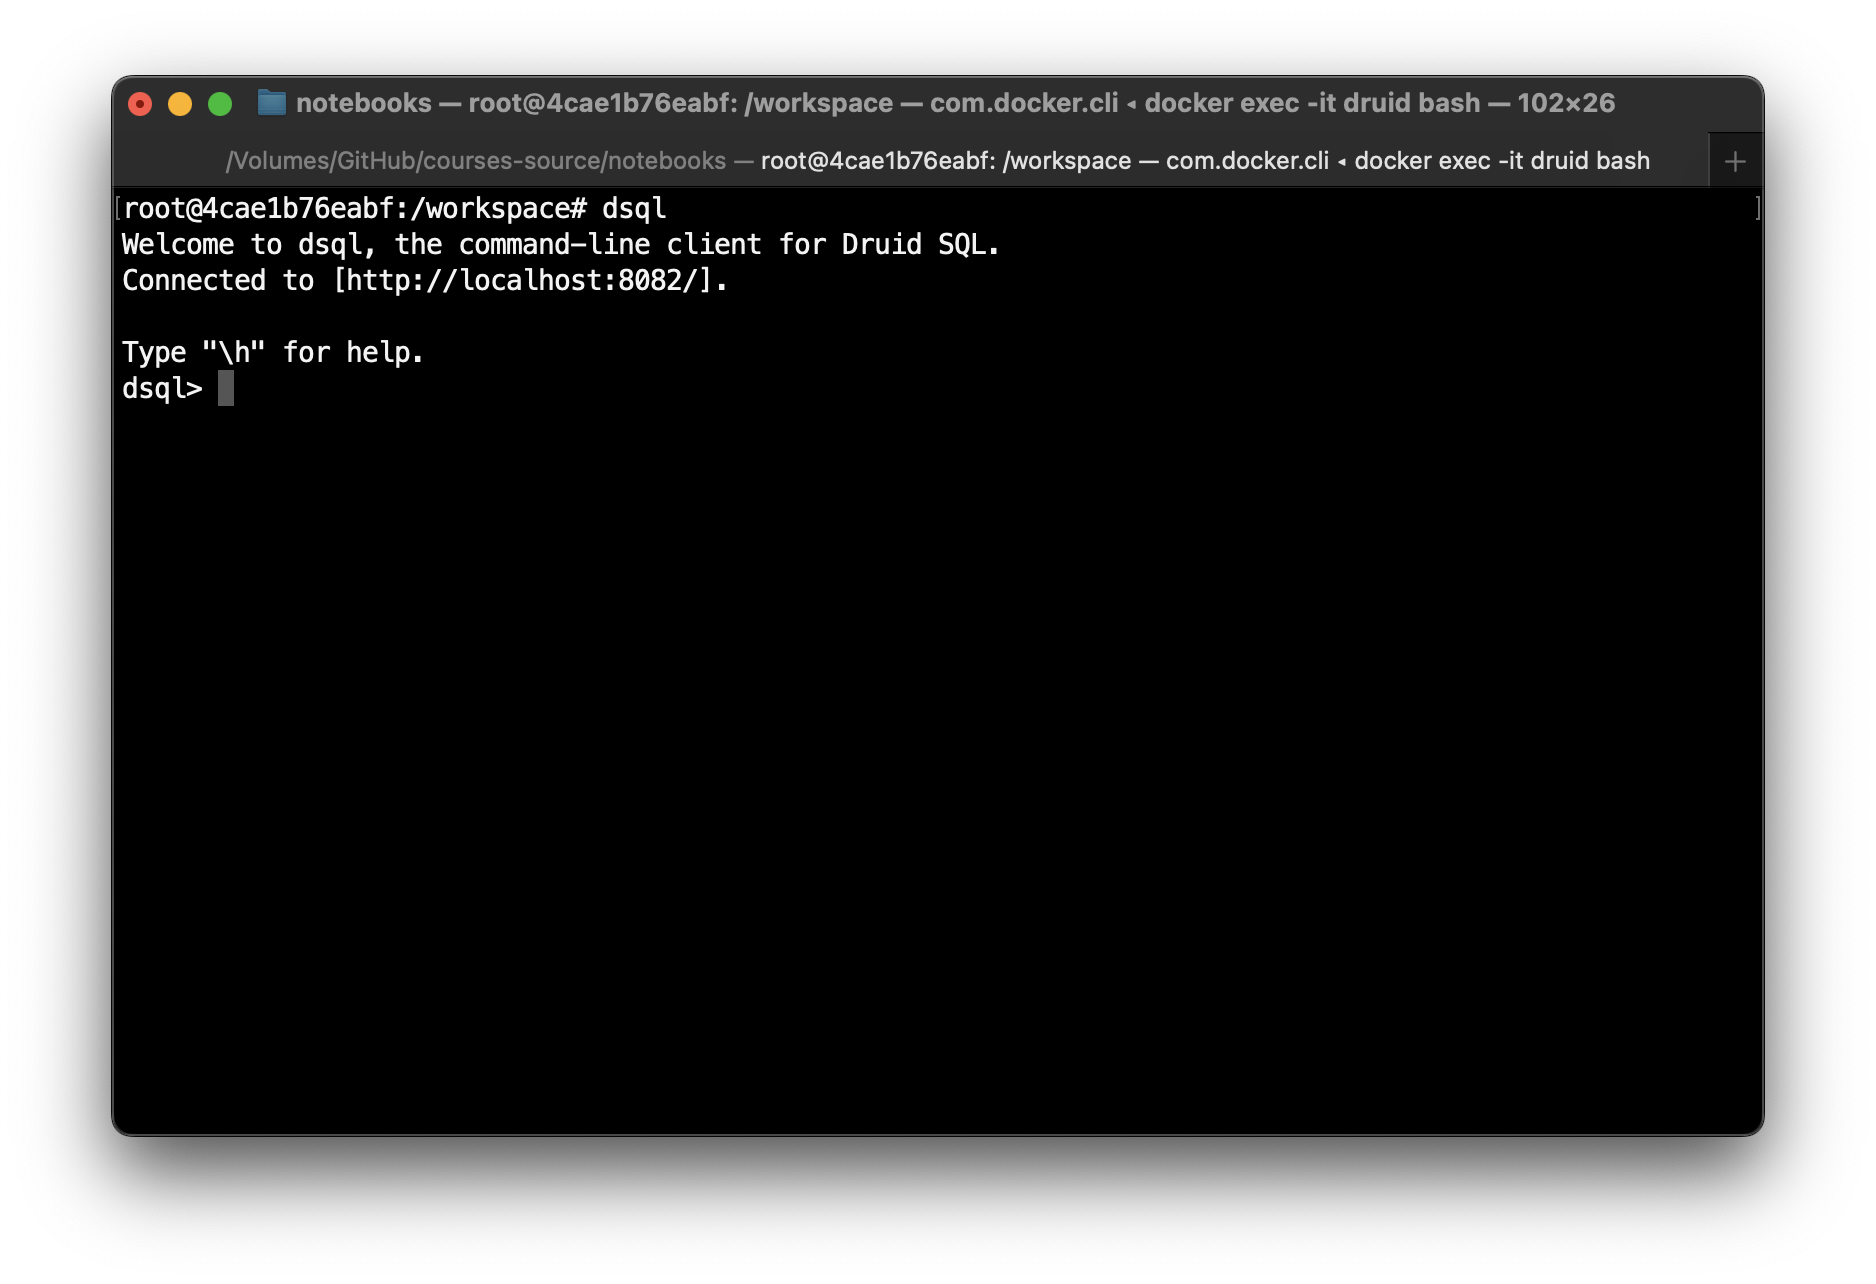 notebooks — root@4cae1b76eabf: /workspace — com.docker.cli ◂ docker exec -it druid bash — 102×26
/Volumes/GitHub/courses-source/notebooks — root@4cae1b76eabf: /workspace — com.docker.cli ◂ docker exec -it druid bash +
[root@4cae1b76eabf:/workspace# dsql ]
Welcome to dsql, the command-line client for Druid SQL.
Connected to [http://localhost:8082/].
Type "\h" for help.
dsql>